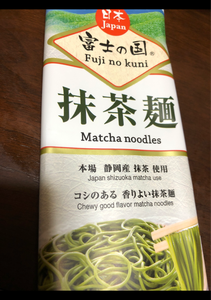 日本
Japan
富士の国®
Fuji no kuni
抹茶麺
Matcha noodles
本場 静岡産 抹茶 使用
Japan shizuoka matcha use
コシのある 香りよい抹茶麺
Chewy good flavor matcha noodles